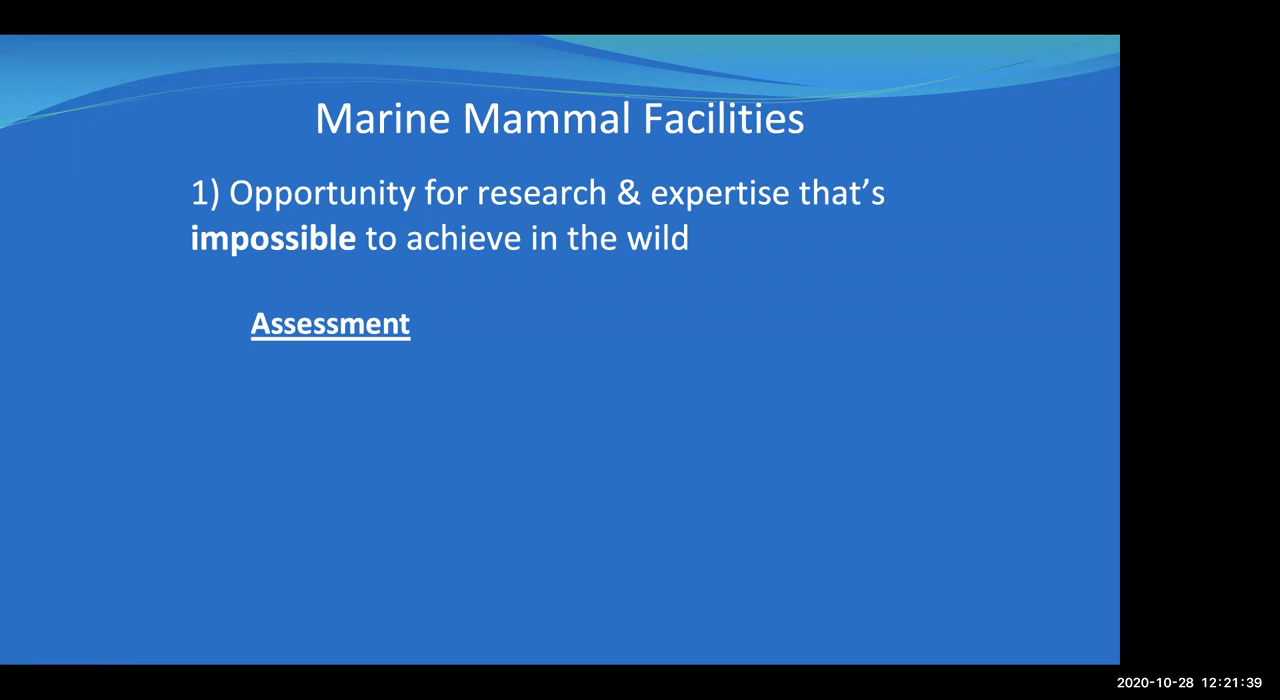 Marine Mammal Facilities
1) Opportunity for research & expertise that’s
impossible to achieve in the wild
Assessment
2020-10-28 12:21:39